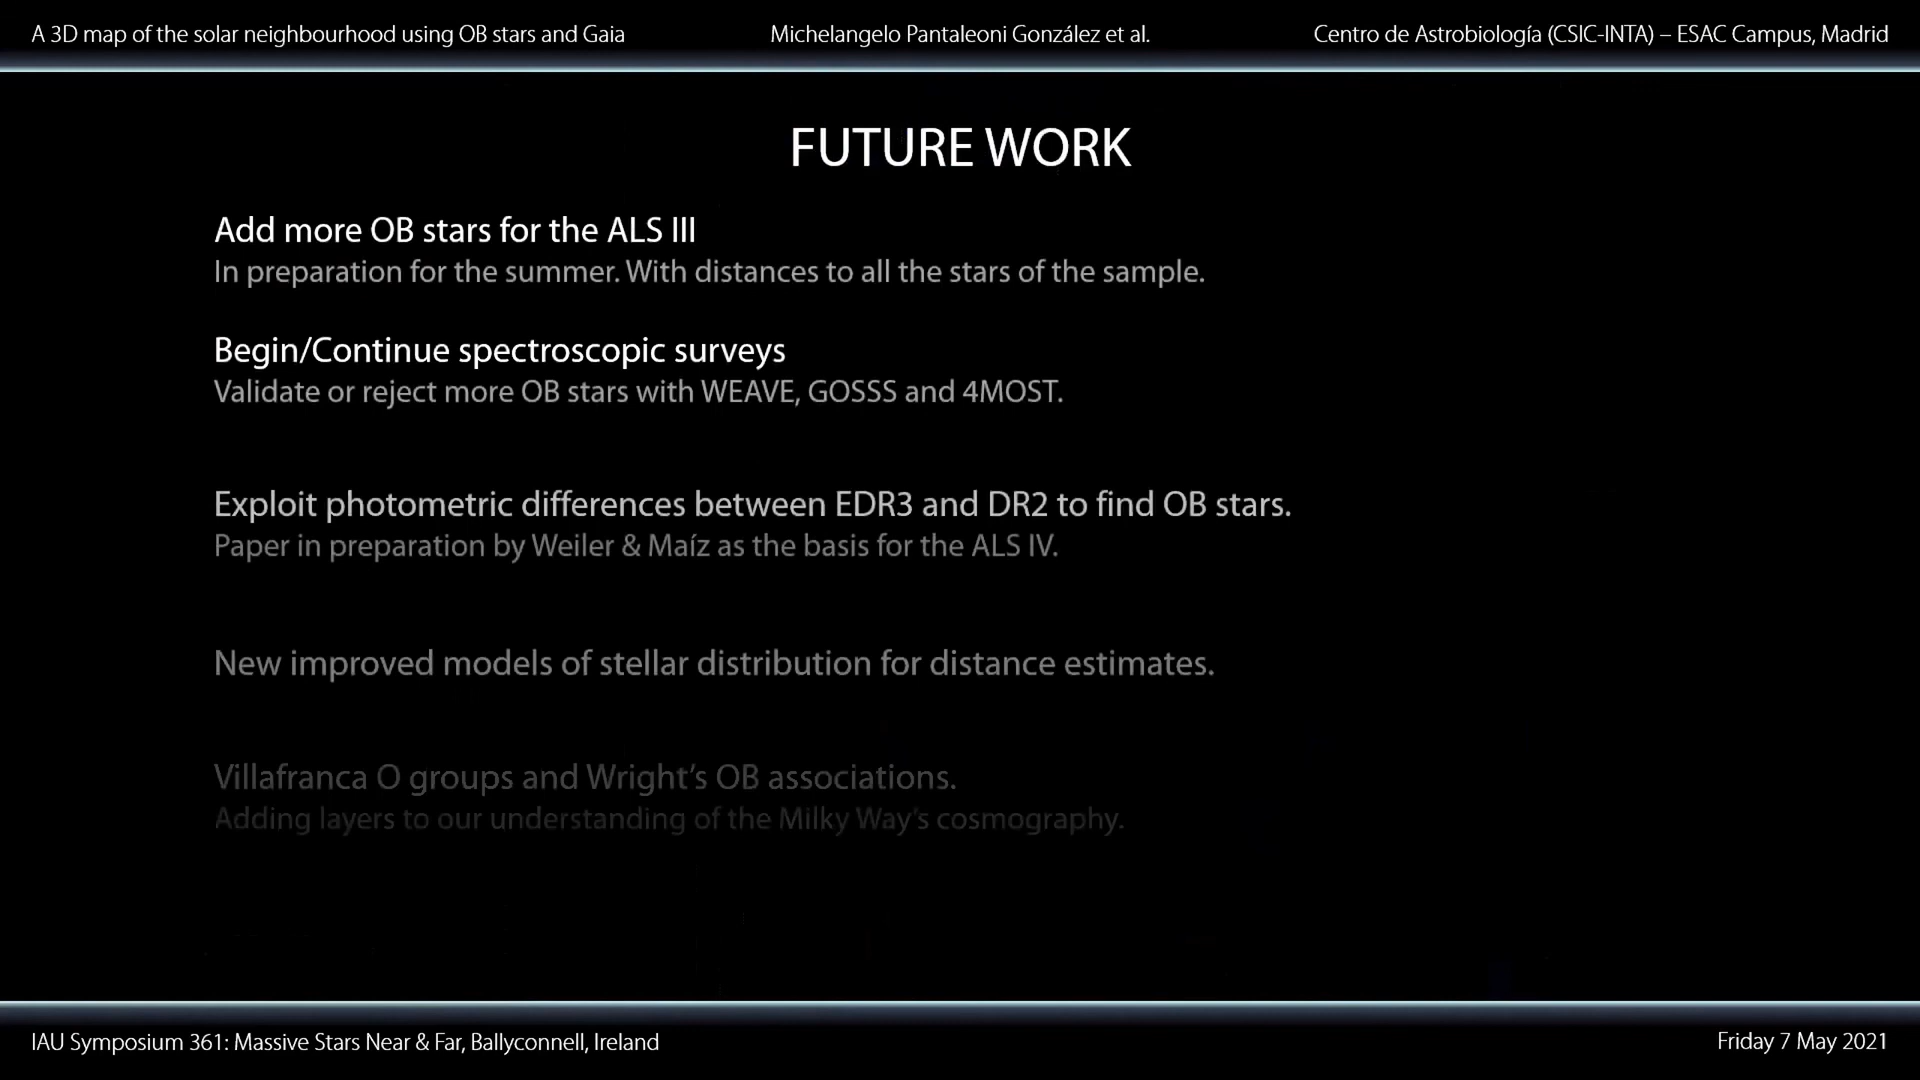 A 3D map of the solar neighbourhood using OB stars and Gaia
Michelangelo Pantaleoni González et al.
Centro de Astrobiología (CSIC-INTA) – ESAC Campus, Madrid
FUTURE WORK
Add more OB stars for the ALS III
In preparation for the summer. With distances to all the stars of the sample.
Begin/Continue spectroscopic surveys
Validate or reject more OB stars with WEAVE, GOSSS and 4MOST.
Exploit photometric differences between EDR3 and DR2 to find OB stars.
Paper in preparation by Weiler & Maíz as the basis for the ALS IV.
New improved models of stellar distribution for distance estimates.
Villafranca O groups and Wright’s OB associations.
Adding layers to our understanding of the Milky Way’s cosmography.
IAU Symposium 361: Massive Stars Near & Far, Ballyconnell, Ireland
Friday 7 May 2021